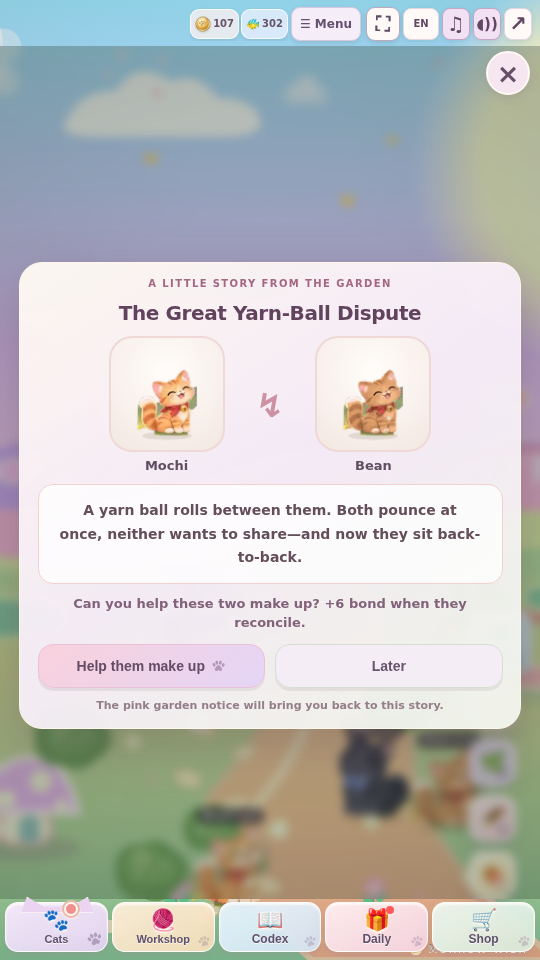 107
302
☰ Menu
EN
A LITTLE STORY FROM THE GARDEN
The Great Yarn-Ball Dispute
Mochi
Bean
A yarn ball rolls between them. Both pounce at
once, neither wants to share—and now they sit back-
to-back.
Can you help these two make up? +6 bond when they
reconcile.
Help them make up
Later
The pink garden notice will bring you back to this story.
Cats
Workshop
Codex
Daily
Shop